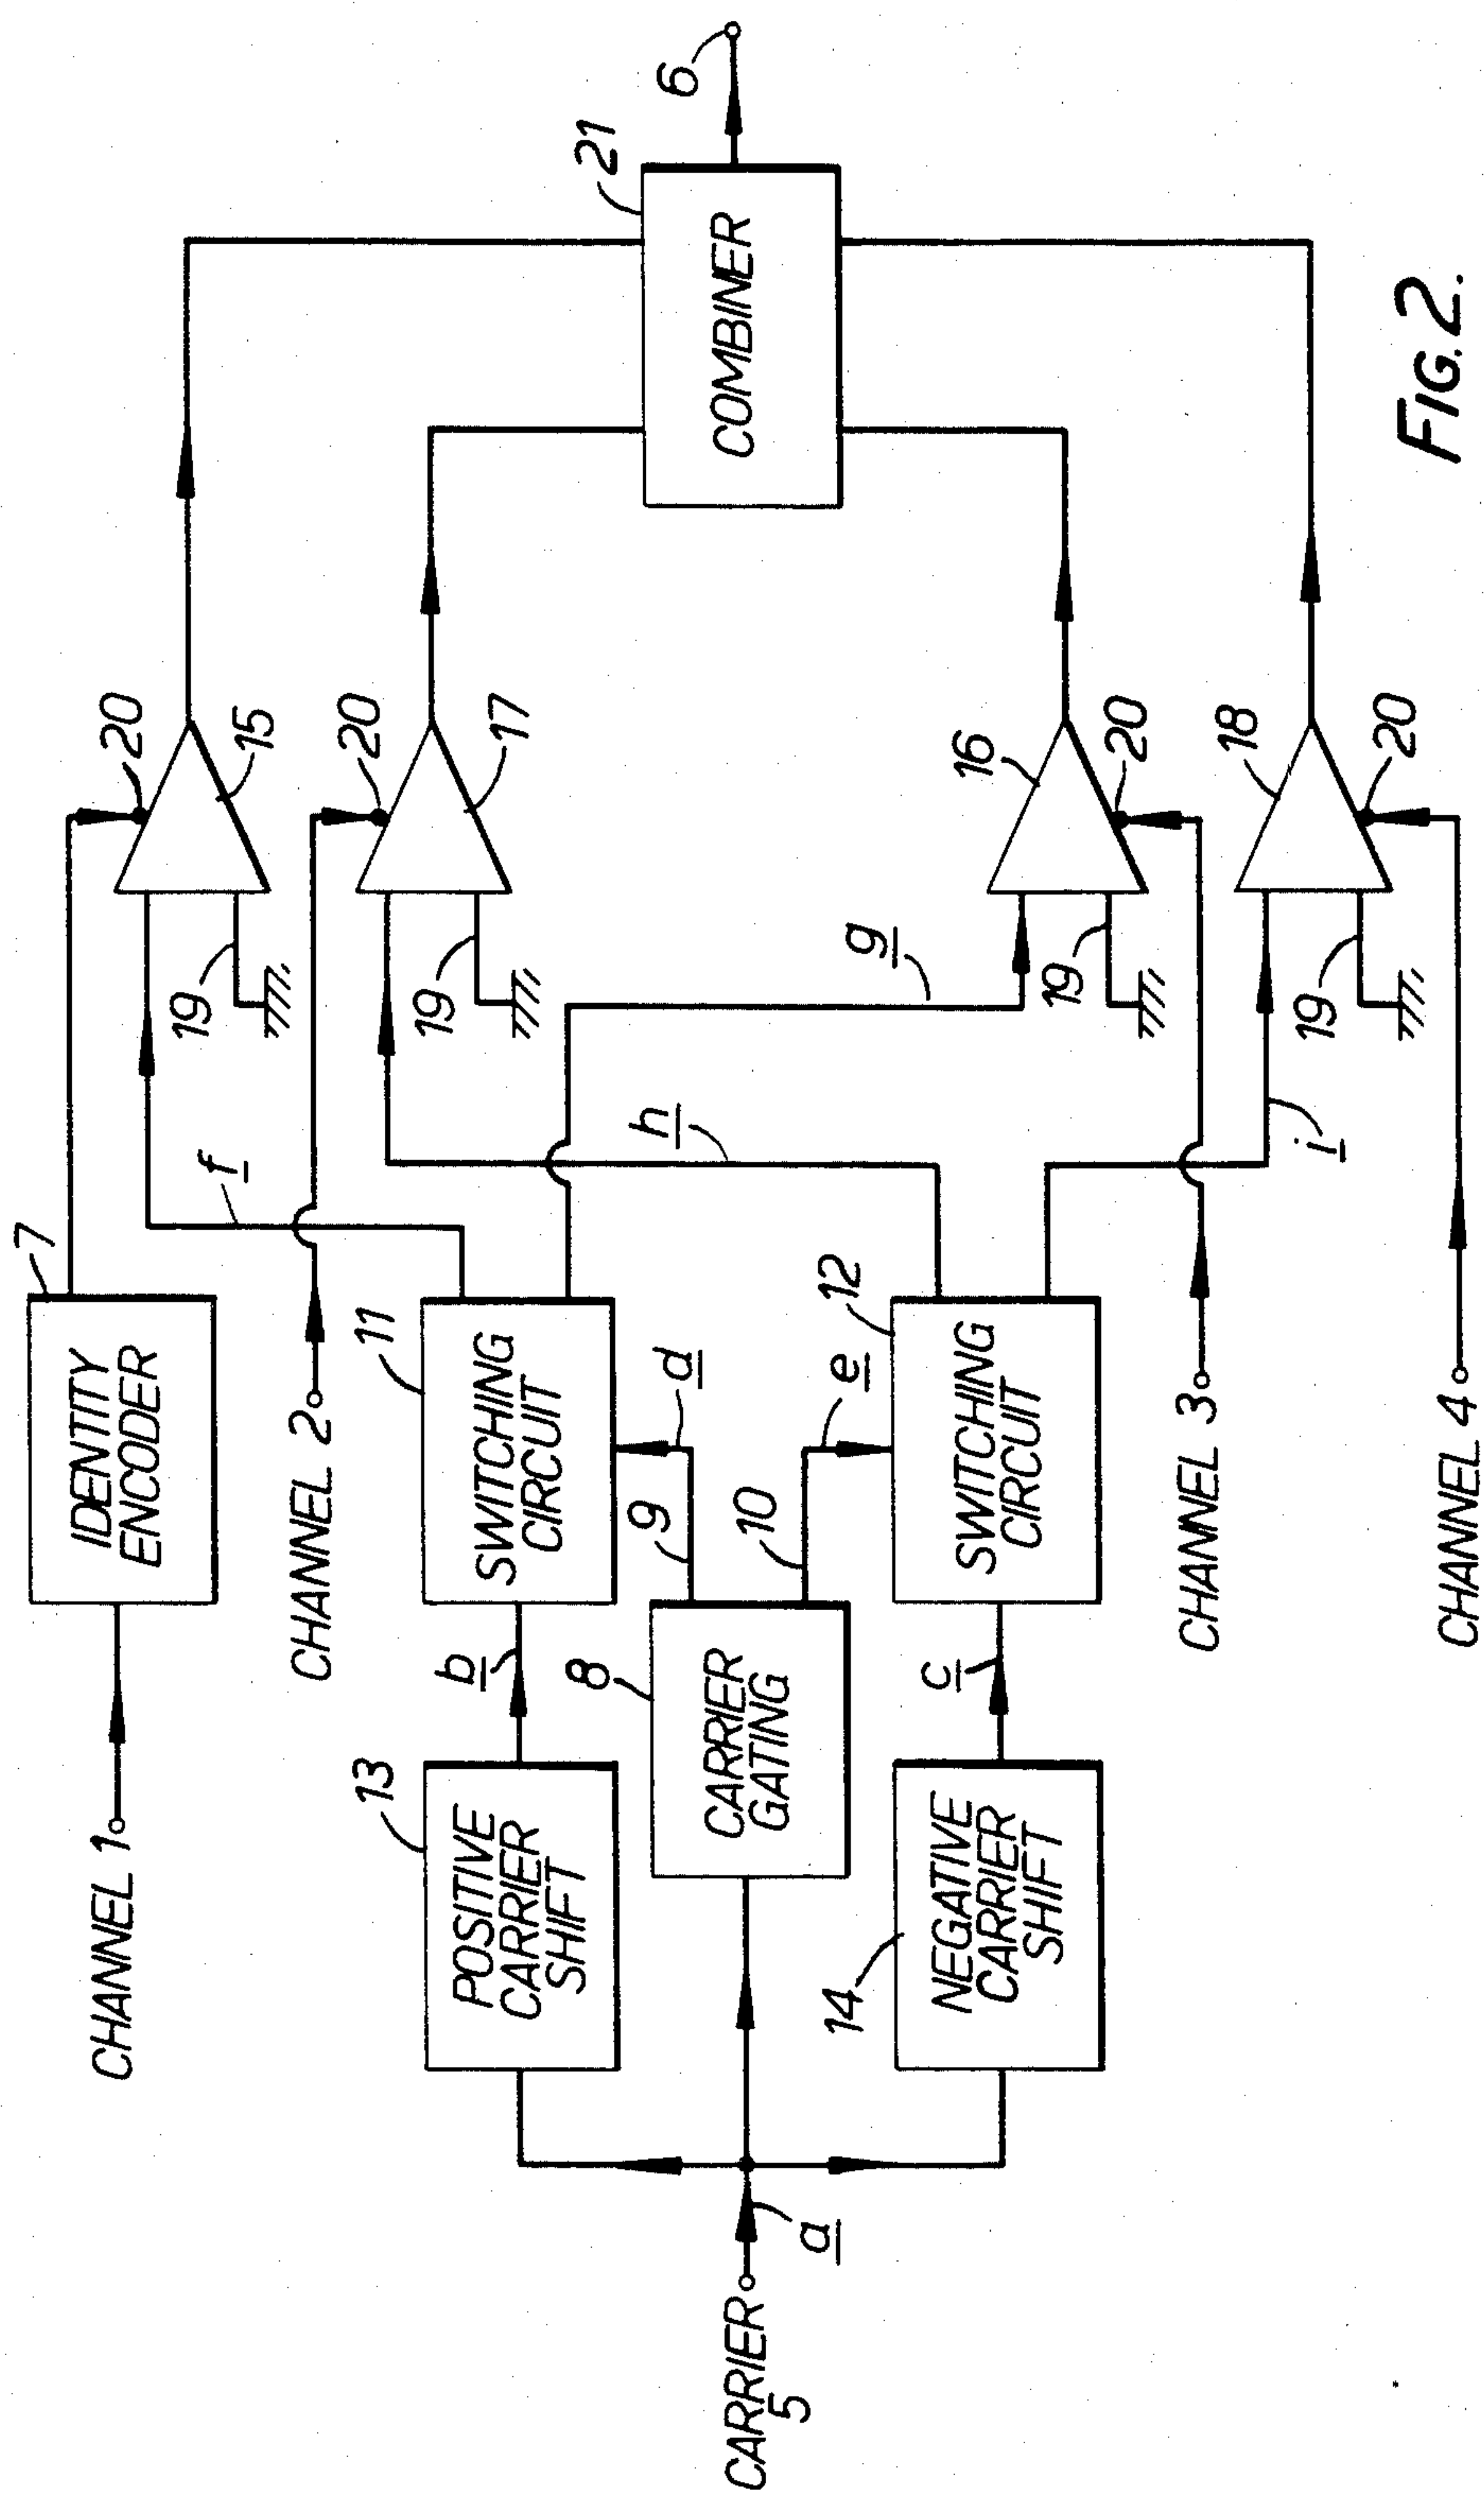 CHANNEL 1
IDENTITY
ENCODER
7
20
15
19
f
CHANNEL 2
20
17
19
h
13
POSITIVE
CARRIER
SHIFT
b
11
SWITCHING
CIRCUIT
CARRIER
5
a
8
CARRIER
GATING
9
d
10
e
g
21
COMBINER
6
14
NEGATIVE
CARRIER
SHIFT
c
12
SWITCHING
CIRCUIT
16
20
19
CHANNEL 3
18
20
19
i
CHANNEL 4
FIG. 2.